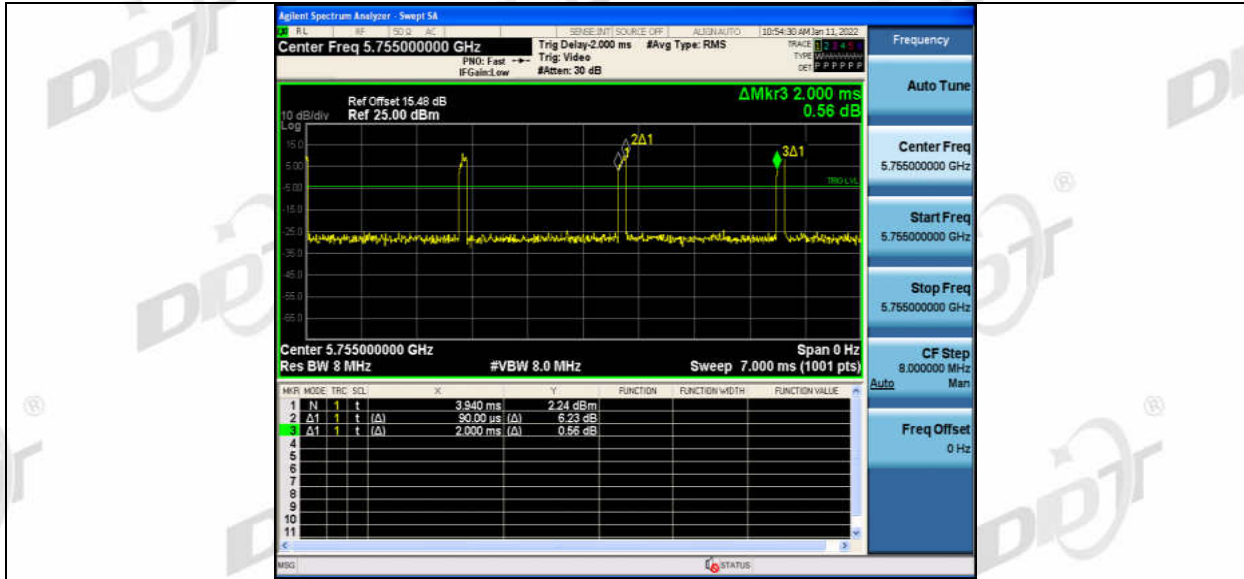 Agilent Spectrum Analyzer - Swept SA
RL RF 50 Ω AC SENSE:INT SOURCE OFF ALIGNAUTO 10:54:30 AM Jan 11, 2022
Center Freq 5.755000000 GHz
PNO: Fast
IFGain:Low
Trig Delay-2.000 ms
Trig: Video
#Atten: 30 dB
#Avg Type: RMS
TRACE 1 2 3 4 5 6
TYPE
DET P P P P P P
Frequency
Auto Tune
Center Freq
5.755000000 GHz
Start Freq
5.755000000 GHz
Stop Freq
5.755000000 GHz
CF Step
8.000000 MHz
Auto Man
Freq Offset
0 Hz
ΔMkr3 2.000 ms
0.56 dB
Ref Offset 15.48 dB
10 dB/div Ref 25.00 dBm
Log
15.0
5.00
-5.00
-15.0
-25.0
-35.0
-45.0
-55.0
-65.0
2Δ1
1
3Δ1
TRIG LVL
Center 5.755000000 GHz Span 0 Hz
Res BW 8 MHz #VBW 8.0 MHz Sweep 7.000 ms (1001 pts)
MKR MODE TRC SCL X Y FUNCTION FUNCTION WIDTH FUNCTION VALUE
1 N 1 t 3.940 ms 2.24 dBm
2 Δ1 1 t (Δ) 90.00 µs (Δ) 6.23 dB
3 Δ1 1 t (Δ) 2.000 ms (Δ) 0.56 dB
4
5
6
7
8
9
10
11
MSG STATUS
DDT
®